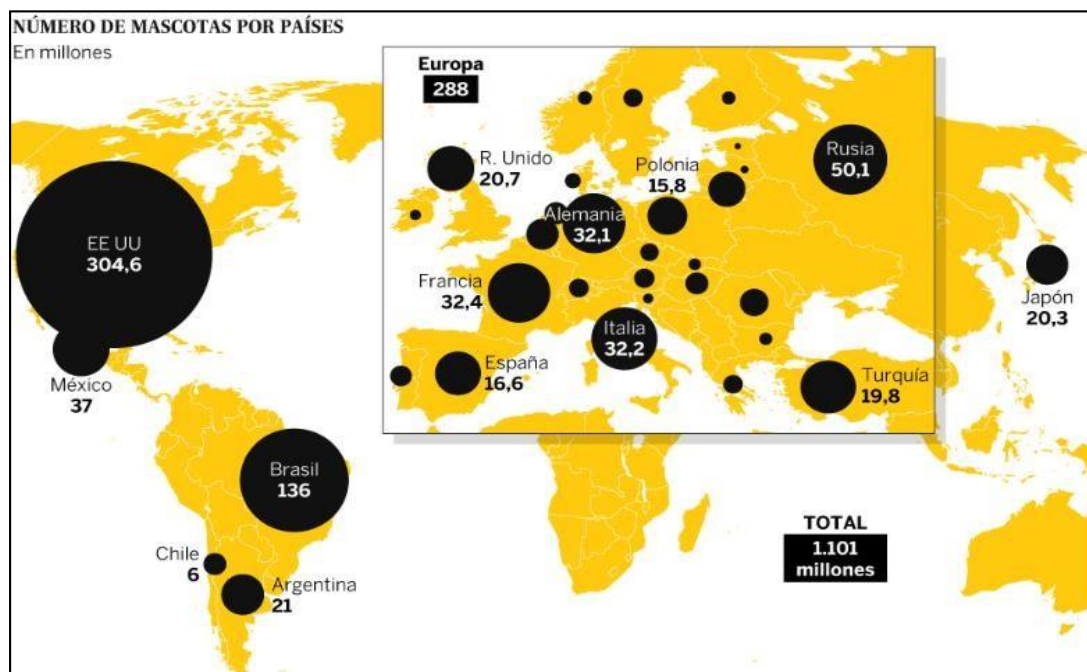 NÚMERO DE MASCOTAS POR PAÍSES
En millones
Europa
288
R. Unido
20,7
Polonia
15,8
Rusia
50,1
Alemania
32,1
EE UU
304,6
Francia
32,4
Japón
20,3
Italia
32,2
España
16,6
Turquía
19,8
México
37
Brasil
136
TOTAL
1.101
millones
Chile
6
Argentina
21